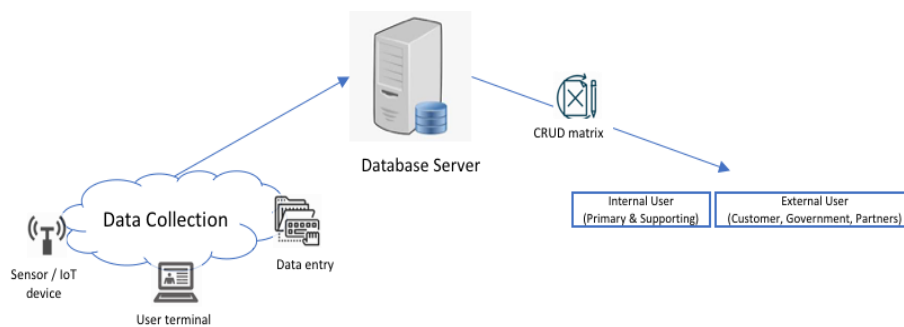 Database Server
CRUD matrix
Internal User
(Primary & Supporting)
External User
(Customer, Government, Partners)
Data Collection
Sensor / IoT
device
Data entry
User terminal